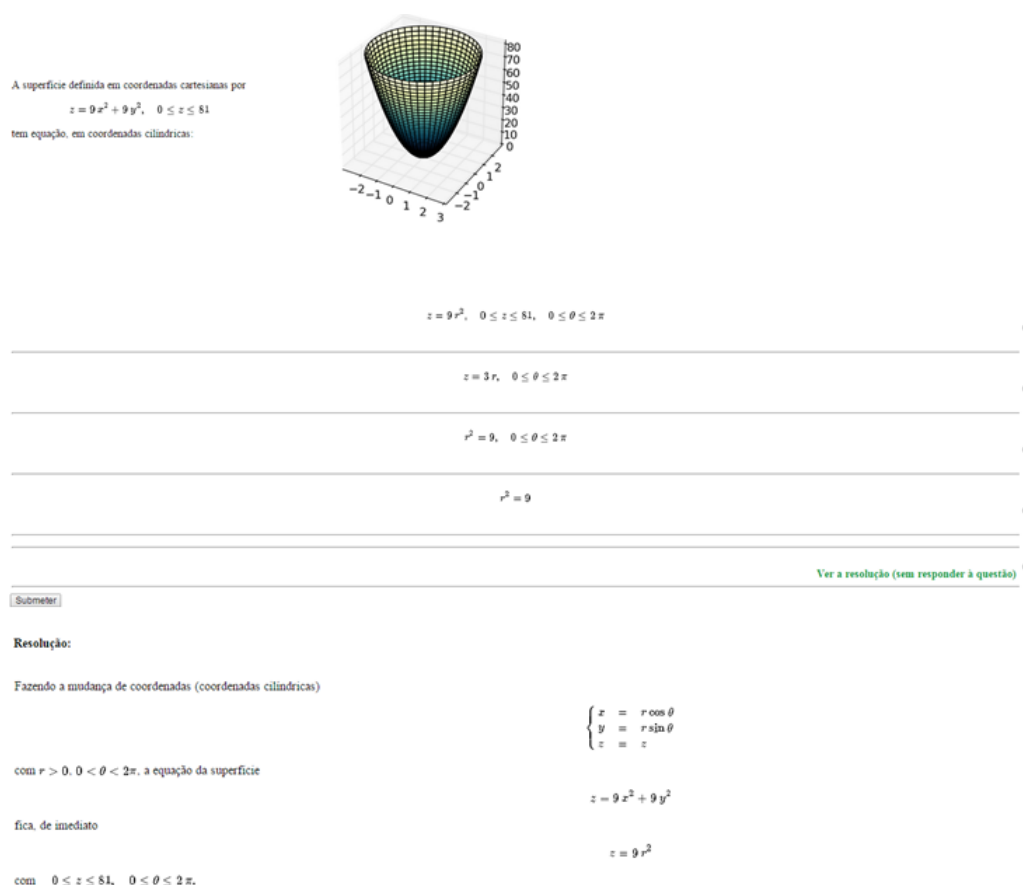 A superfície definida em coordenadas cartesianas por
z = 9 x² + 9 y², 0 ≤ z ≤ 81
tem equação, em coordenadas cilíndricas:
80
70
60
50
40
30
20
10
0
−2 −1 0 1 2 3
−2 −1 0 1 2
z = 9 r², 0 ≤ z ≤ 81, 0 ≤ θ ≤ 2 π
z = 3 r, 0 ≤ θ ≤ 2 π
r² = 9, 0 ≤ θ ≤ 2 π
r² = 9
Ver a resolução (sem responder à questão)
Submeter
Resolução:
Fazendo a mudança de coordenadas (coordenadas cilíndricas)
x = r cos θ
y = r sin θ
z = z
com r > 0, 0 < θ < 2π, a equação da superfície
z = 9 x² + 9 y²
fica, de imediato
z = 9 r²
com 0 ≤ z ≤ 81, 0 ≤ θ ≤ 2 π.